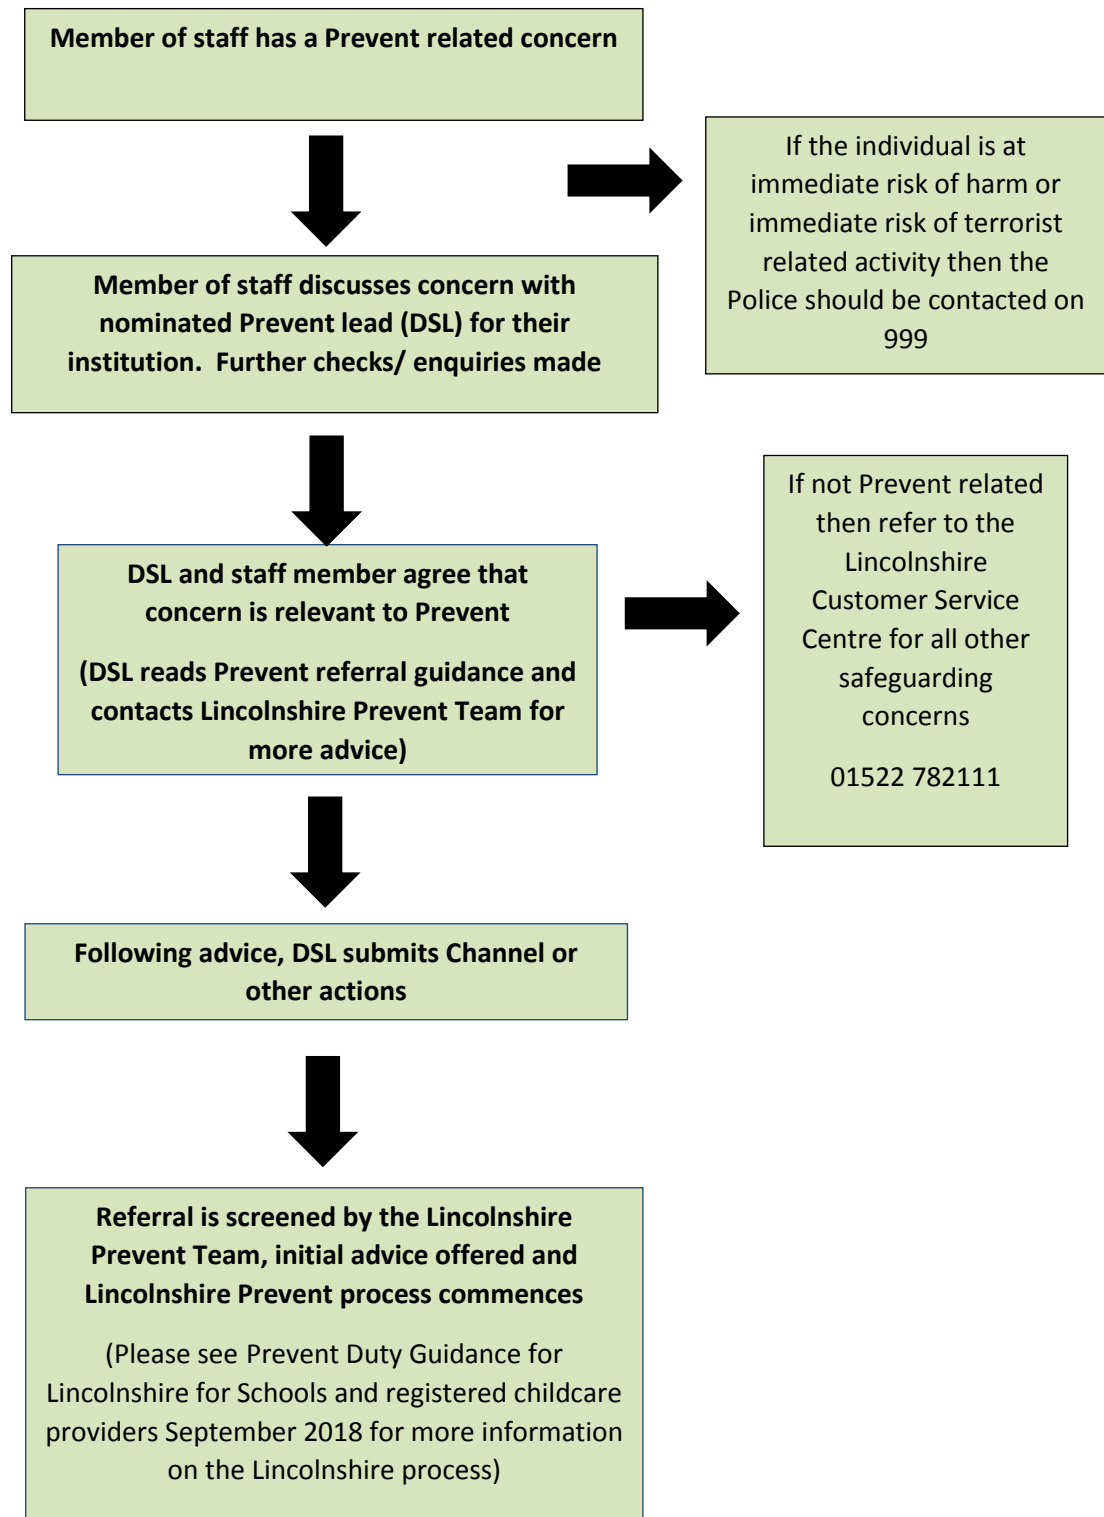 Member of staff has a Prevent related concern
If the individual is at
immediate risk of harm or
immediate risk of terrorist
related activity then the
Police should be contacted on
999
Member of staff discusses concern with
nominated Prevent lead (DSL) for their
institution.  Further checks/ enquiries made
DSL and staff member agree that
concern is relevant to Prevent
(DSL reads Prevent referral guidance and
contacts Lincolnshire Prevent Team for
more advice)
If not Prevent related
then refer to the
Lincolnshire
Customer Service
Centre for all other
safeguarding
concerns
01522 782111
Following advice, DSL submits Channel or
other actions
Referral is screened by the Lincolnshire
Prevent Team, initial advice offered and
Lincolnshire Prevent process commences
(Please see Prevent Duty Guidance for
Lincolnshire for Schools and registered childcare
providers September 2018 for more information
on the Lincolnshire process)